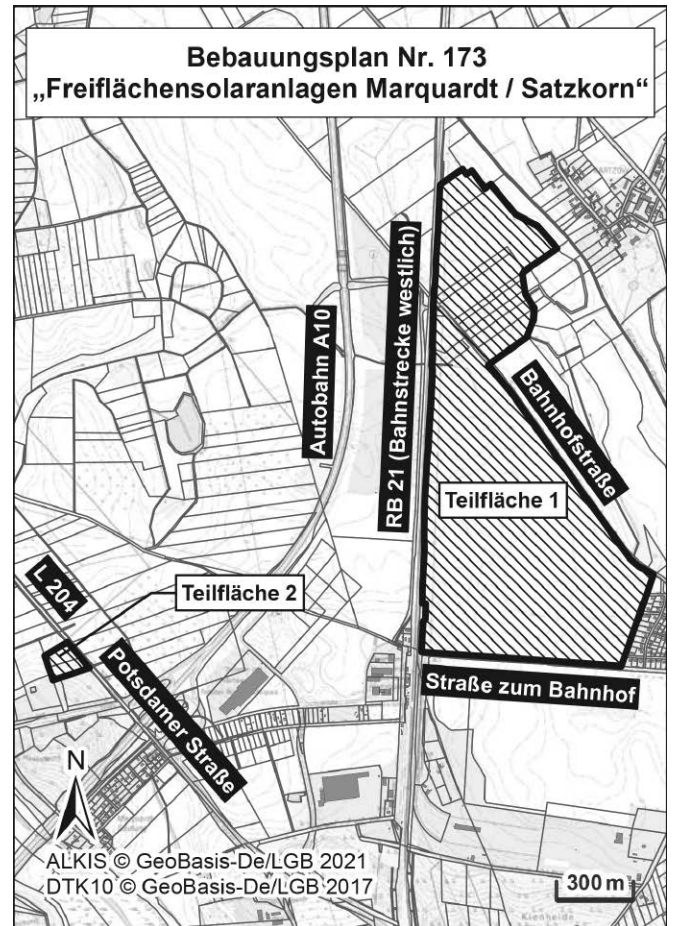 Bebauungsplan Nr. 173
„Freiflächensolaranlagen Marquardt / Satzkorn“
Autobahn A10
RB 21 (Bahnstrecke westlich)
Bahnhofstraße
Teilfläche 1
L 204
Teilfläche 2
Potsdamer Straße
Straße zum Bahnhof
N
ALKIS © GeoBasis-De/LGB 2021
DTK10 © GeoBasis-De/LGB 2017
300 m
Kienheide